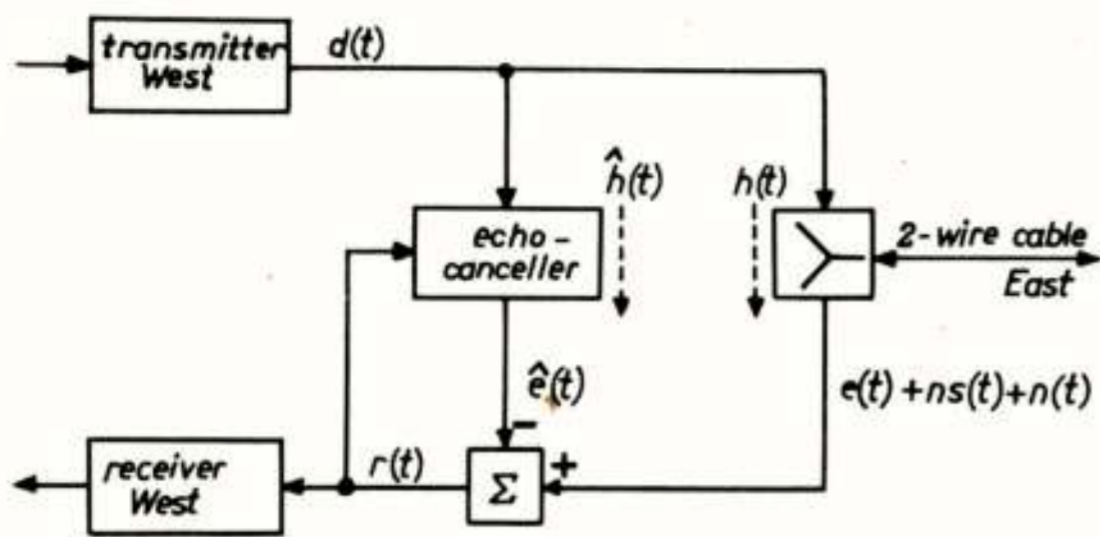 transmitter
West
d(t)
ĥ(t)
h(t)
echo-
canceller
2-wire cable
East
ê(t)
e(t)+ns(t)+n(t)
-
+
receiver
West
r(t)
Σ